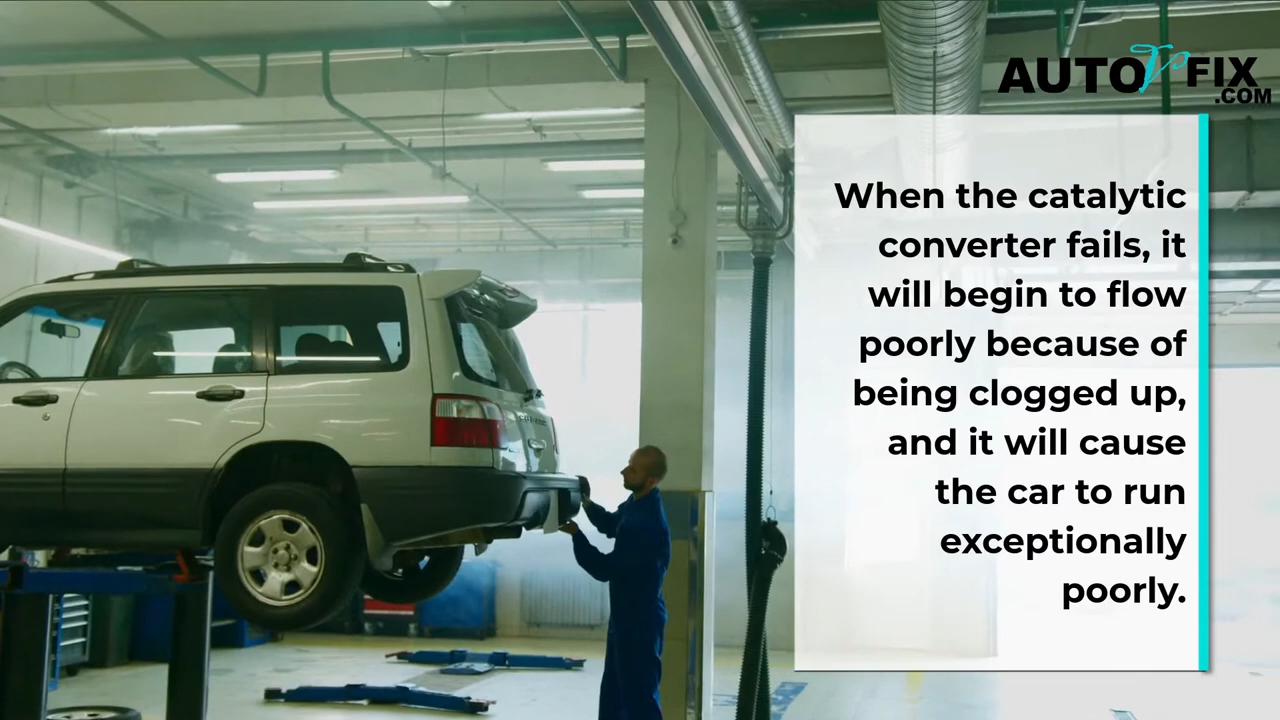 AUTO FIX
.COM
When the catalytic
converter fails, it
will begin to flow
poorly because of
being clogged up,
and it will cause
the car to run
exceptionally
poorly.